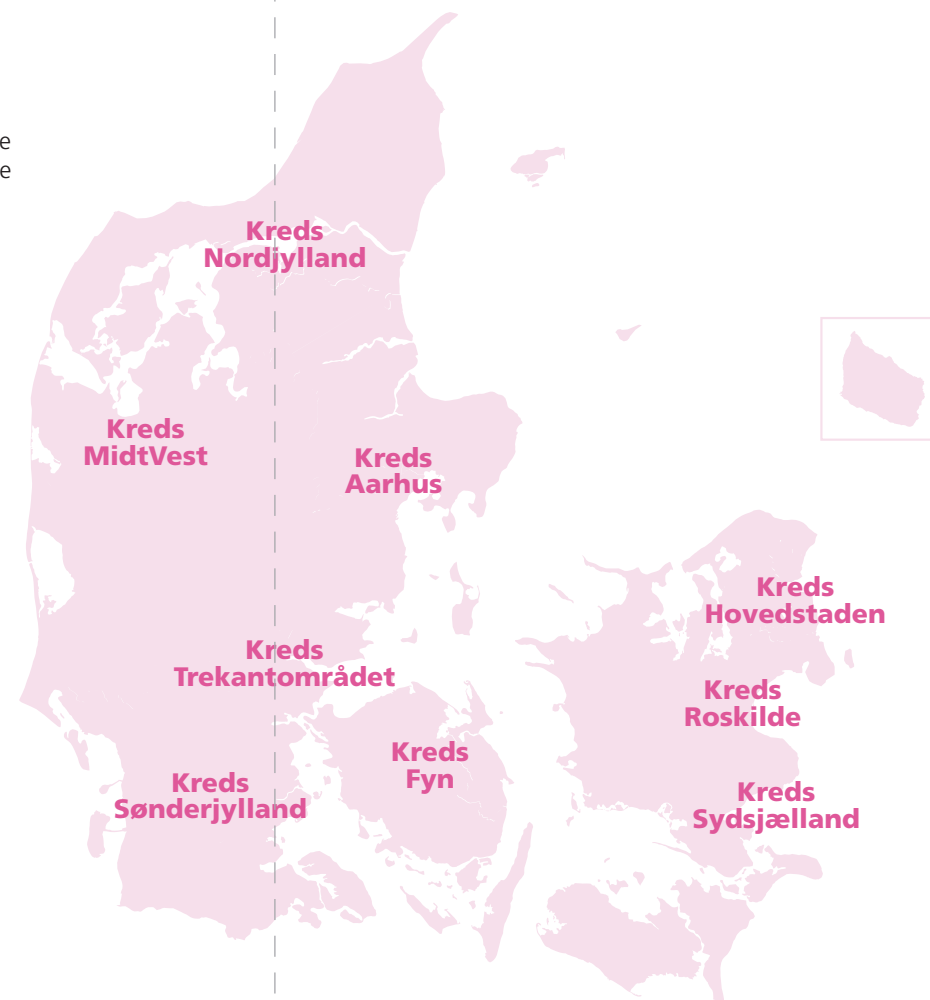 e
e
Kreds
Nordjylland
Kreds
MidtVest
Kreds
Aarhus
Kreds
Hovedstaden
Kreds
Trekantområdet
Kreds
Roskilde
Kreds
Fyn
Kreds
Sønderjylland
Kreds
Sydsjælland